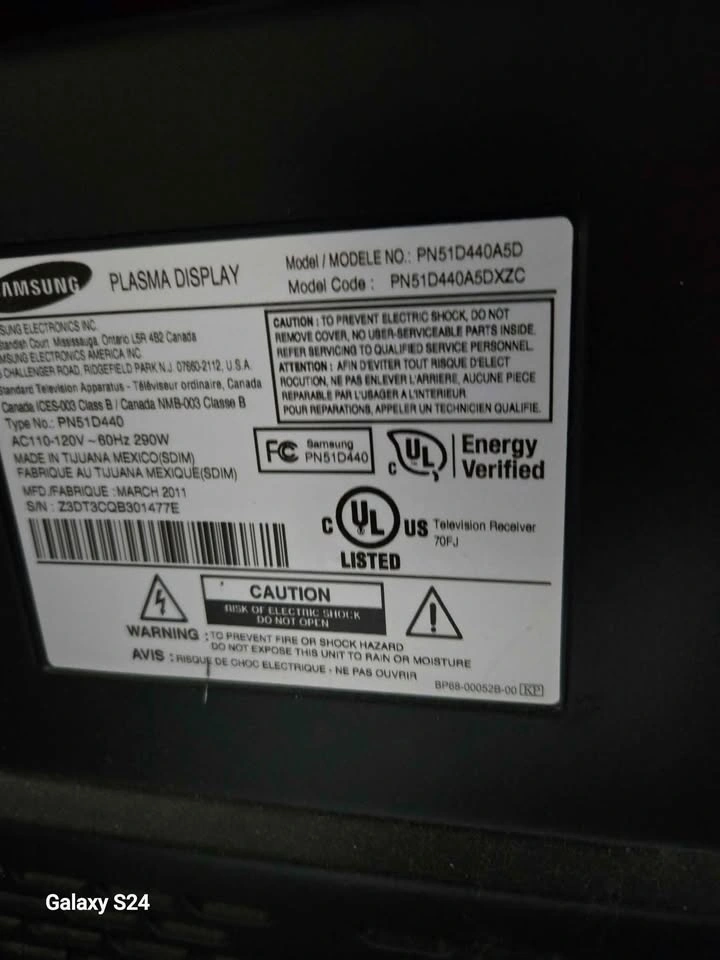 SAMSUNG
PLASMA DISPLAY
Model / MODELE NO.: PN51D440A5D
Model Code : PN51D440A5DXZC
ELECTRONICS INC.
Court, Mississauga, Ontario L5R 4B2 Canada
ELECTRONICS AMERICA INC.
CHALLENGER ROAD, RIDGEFIELD PARK N.J. 07660-2112, U.S.A.
Standard Television Apparatus - Téléviseur ordinaire, Canada
Canada ICES-003 Class B / Canada NMB-003 Classe B
Type No.: PN51D440
AC110-120V ~ 60Hz 290W
MADE IN TIJUANA MEXICO(SDIM)
FABRIQUE AU TIJUANA MEXIQUE(SDIM)
MFD./FABRIQUE : MARCH 2011
S/N : Z3DT3CQB301477E
CAUTION : TO PREVENT ELECTRIC SHOCK, DO NOT
REMOVE COVER, NO USER-SERVICEABLE PARTS INSIDE.
REFER SERVICING TO QUALIFIED SERVICE PERSONNEL.
ATTENTION : AFIN D'EVITER TOUT RISQUE D'ELECT
ROCUTION, NE PAS ENLEVER L'ARRIERE, AUCUNE PIECE
REPARABLE PAR L'USAGER A L'INTERIEUR
POUR REPARATIONS, APPELER UN TECHNICIEN QUALIFIE.
FC Samsung
PN51D440
C UL
Energy
Verified
C UL US
LISTED
Television Receiver
70FJ
CAUTION
RISK OF ELECTRIC SHOCK
DO NOT OPEN
WARNING : TO PREVENT FIRE OR SHOCK HAZARD
DO NOT EXPOSE THIS UNIT TO RAIN OR MOISTURE
AVIS : RISQUE DE CHOC ELECTRIQUE - NE PAS OUVRIR
BP68-00052B-00 KP
Galaxy S24